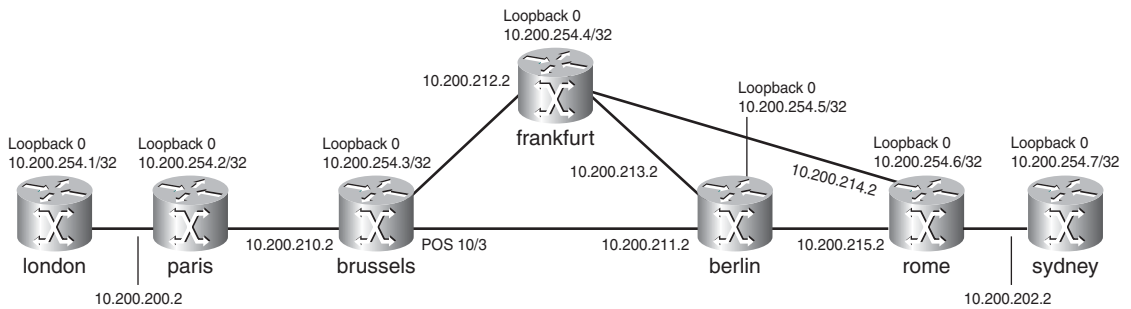 Loopback 0
10.200.254.4/32
10.200.212.2
frankfurt
Loopback 0
10.200.254.5/32
10.200.213.2
10.200.214.2
Loopback 0
10.200.254.1/32
london
Loopback 0
10.200.254.2/32
paris
Loopback 0
10.200.254.3/32
brussels
Loopback 0
10.200.254.6/32
rome
Loopback 0
10.200.254.7/32
sydney
10.200.210.2
POS 10/3
10.200.211.2
berlin
10.200.215.2
10.200.200.2
10.200.202.2